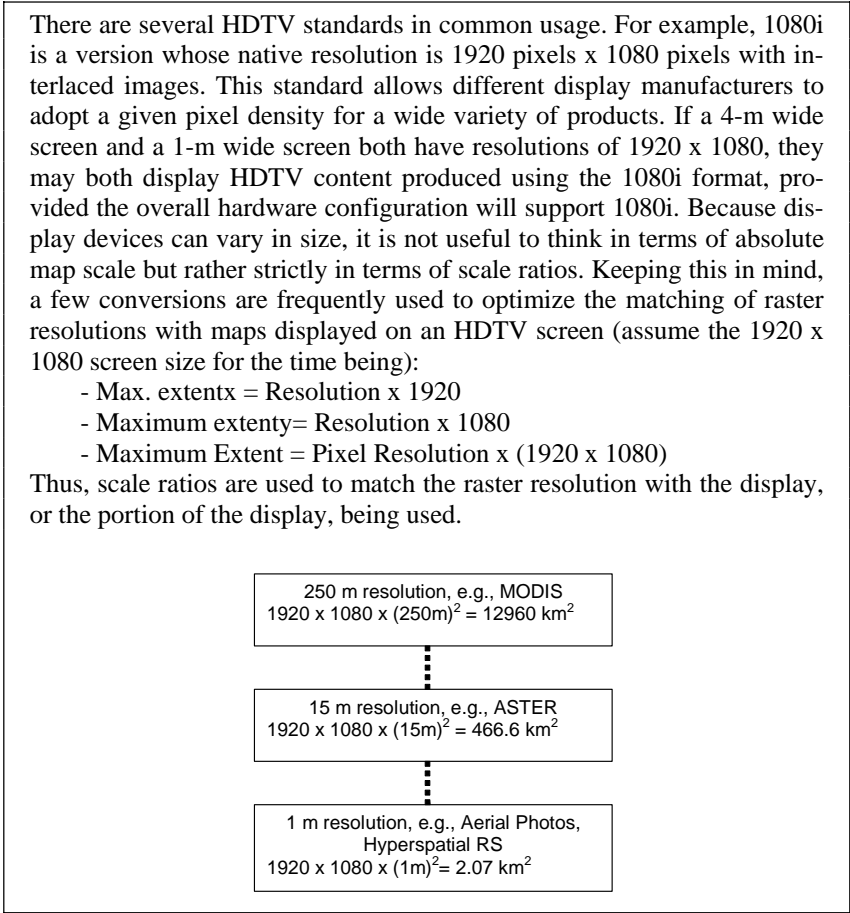 There are several HDTV standards in common usage. For example, 1080i
is a version whose native resolution is 1920 pixels x 1080 pixels with in-
terlaced images. This standard allows different display manufacturers to
adopt a given pixel density for a wide variety of products. If a 4-m wide
screen and a 1-m wide screen both have resolutions of 1920 x 1080, they
may both display HDTV content produced using the 1080i format, pro-
vided the overall hardware configuration will support 1080i. Because dis-
play devices can vary in size, it is not useful to think in terms of absolute
map scale but rather strictly in terms of scale ratios. Keeping this in mind,
a few conversions are frequently used to optimize the matching of raster
resolutions with maps displayed on an HDTV screen (assume the 1920 x
1080 screen size for the time being):
- Max. extentx = Resolution x 1920
- Maximum extenty= Resolution x 1080
- Maximum Extent = Pixel Resolution x (1920 x 1080)
Thus, scale ratios are used to match the raster resolution with the display,
or the portion of the display, being used.
250 m resolution, e.g., MODIS
1920 x 1080 x (250m)² = 12960 km²
15 m resolution, e.g., ASTER
1920 x 1080 x (15m)² = 466.6 km²
1 m resolution, e.g., Aerial Photos,
Hyperspatial RS
1920 x 1080 x (1m)²= 2.07 km²